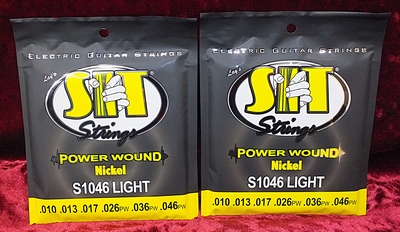 ELECTRIC GUITAR STRINGS
SIT
Strings
POWER WOUND
Nickel
S1046 LIGHT
.010 .013 .017 .026PW .036PW .046PW
ELECTRIC GUITAR STRINGS
SIT
Strings
POWER WOUND
Nickel
S1046 LIGHT
.010 .013 .017 .026PW .036PW .046PW